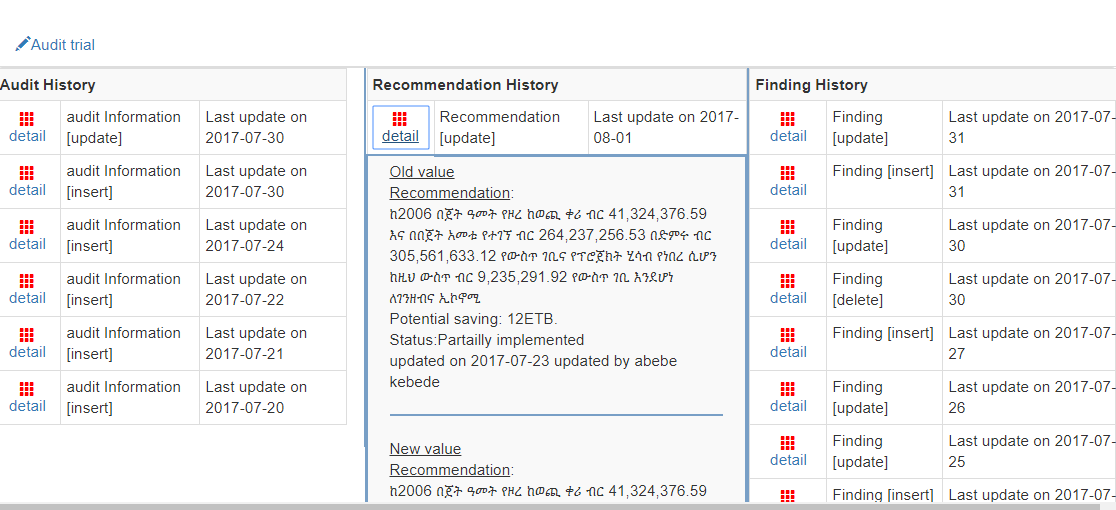 Audit trial
Audit History
detail
audit Information
[update]
Last update on
2017-07-30
detail
audit Information
[insert]
Last update on
2017-07-30
detail
audit Information
[insert]
Last update on
2017-07-24
detail
audit Information
[insert]
Last update on
2017-07-22
detail
audit Information
[insert]
Last update on
2017-07-21
detail
audit Information
[insert]
Last update on
2017-07-20
Recommendation History
detail
Recommendation
[update]
Last update on 2017-
08-01
Old value
Recommendation:
ከ2006 በጀት ዓመት የዞረ ከወጪ ቀሪ ብር 41,324,376.59
እና በበጀት አመቱ የተገኘ ብር 264,237,256.53 በድምሩ ብር
305,561,633.12 የውስጥ ገቢና የፕሮጀክት ሂሳብ የነበረ ሲሆን
ከዚህ ውስጥ ብር 9,235,291.92 የውስጥ ገቢ እንደሆነ
ለገንዘብና ኢኮኖሚ
Potential saving: 12ETB.
Status:Partailly implemented
updated on 2017-07-23 updated by abebe
kebede
New value
Recommendation:
ከ2006 በጀት ዓመት የዞረ ከወጪ ቀሪ ብር 41,324,376.59
Finding History
detail
Finding
[update]
Last update on 2017-07-
31
detail
Finding [insert]
Last update on 2017-07-
31
detail
Finding
[update]
Last update on 2017-07-
30
detail
Finding
[delete]
Last update on 2017-07-
30
detail
Finding [insert]
Last update on 2017-07-
27
detail
Finding
[update]
Last update on 2017-07-
26
detail
Finding
[update]
Last update on 2017-07-
25
Finding [insert]
Last update on 2017-07-